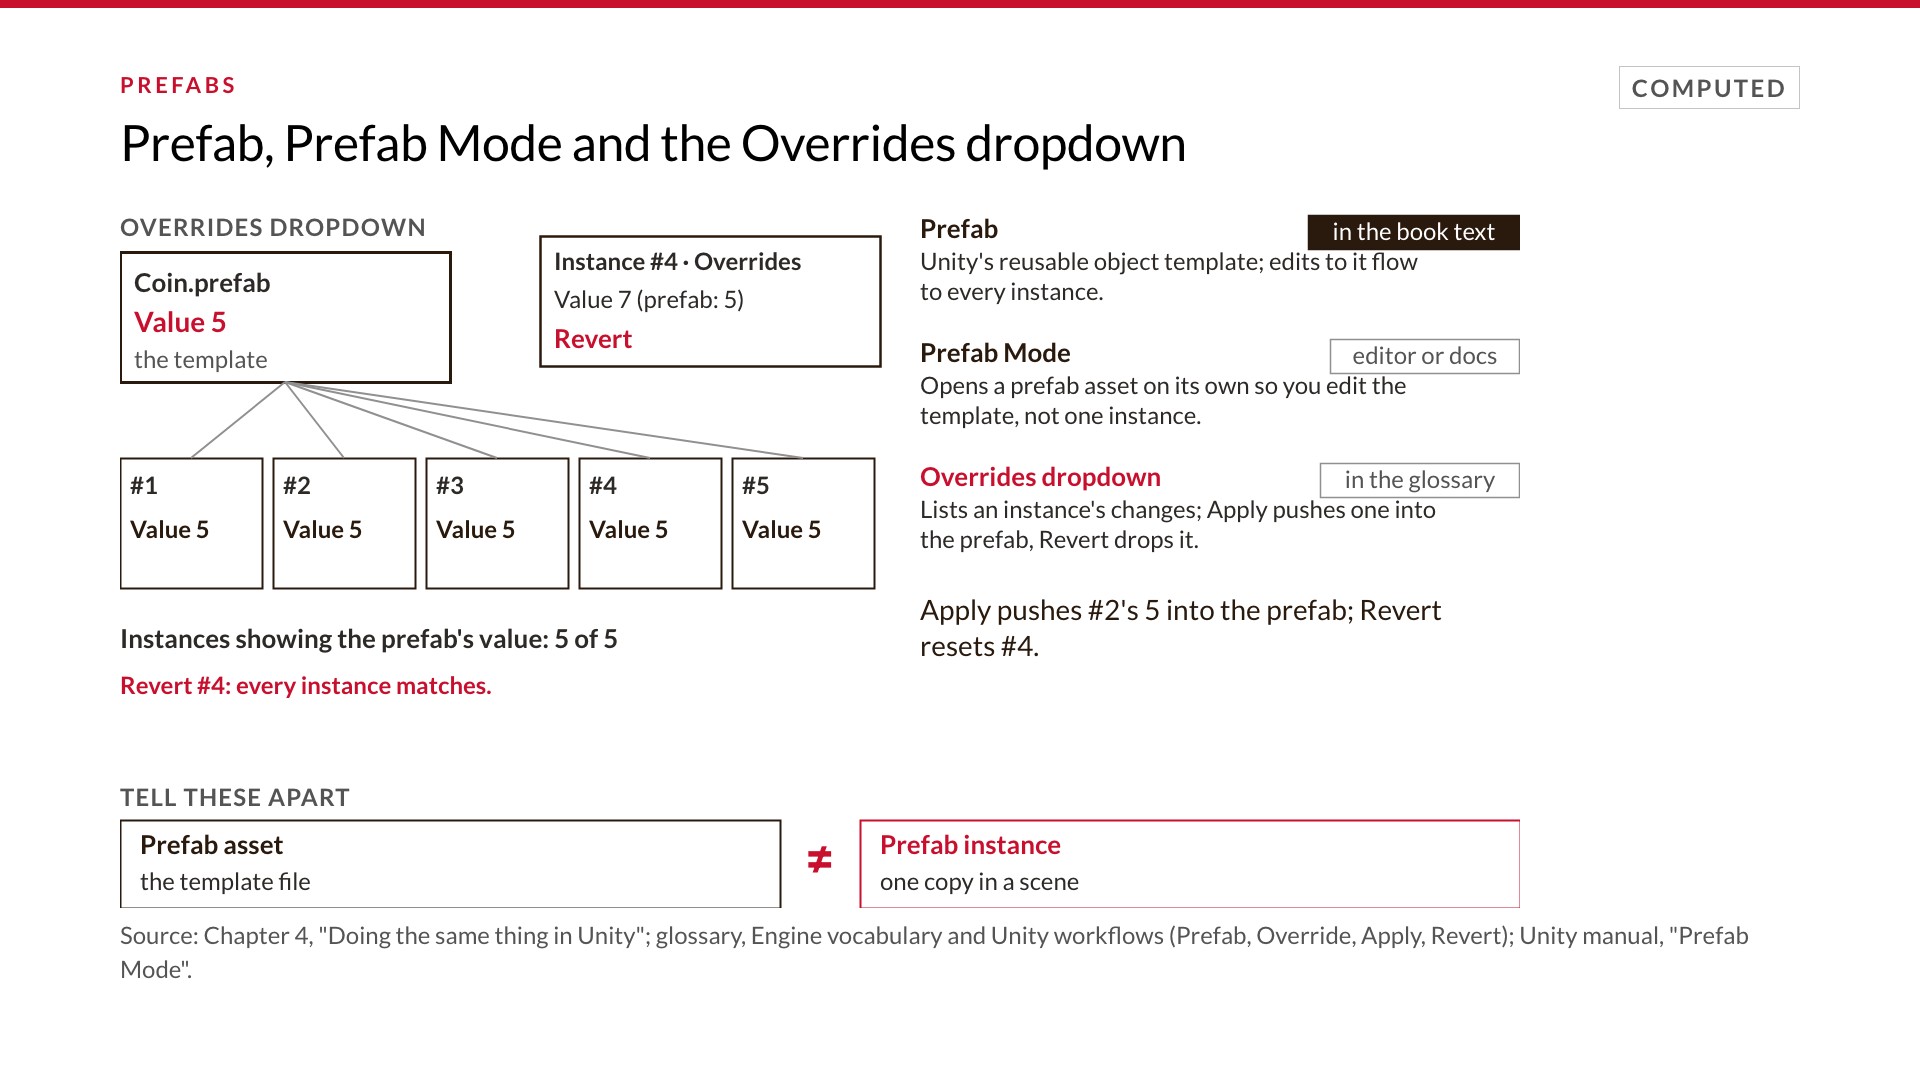 PREFABS
COMPUTED
Prefab, Prefab Mode and the Overrides dropdown
OVERRIDES DROPDOWN
Coin.prefab
Value 5
the template
Instance #4 · Overrides
Value 7 (prefab: 5)
Revert
#1
Value 5
#2
Value 5
#3
Value 5
#4
Value 5
#5
Value 5
Instances showing the prefab's value: 5 of 5
Revert #4: every instance matches.
Prefab
in the book text
Unity's reusable object template; edits to it flow
to every instance.
Prefab Mode
editor or docs
Opens a prefab asset on its own so you edit the
template, not one instance.
Overrides dropdown
in the glossary
Lists an instance's changes; Apply pushes one into
the prefab, Revert drops it.
Apply pushes #2's 5 into the prefab; Revert
resets #4.
TELL THESE APART
Prefab asset
the template file
≠
Prefab instance
one copy in a scene
Source: Chapter 4, "Doing the same thing in Unity"; glossary, Engine vocabulary and Unity workflows (Prefab, Override, Apply, Revert); Unity manual, "Prefab
Mode".